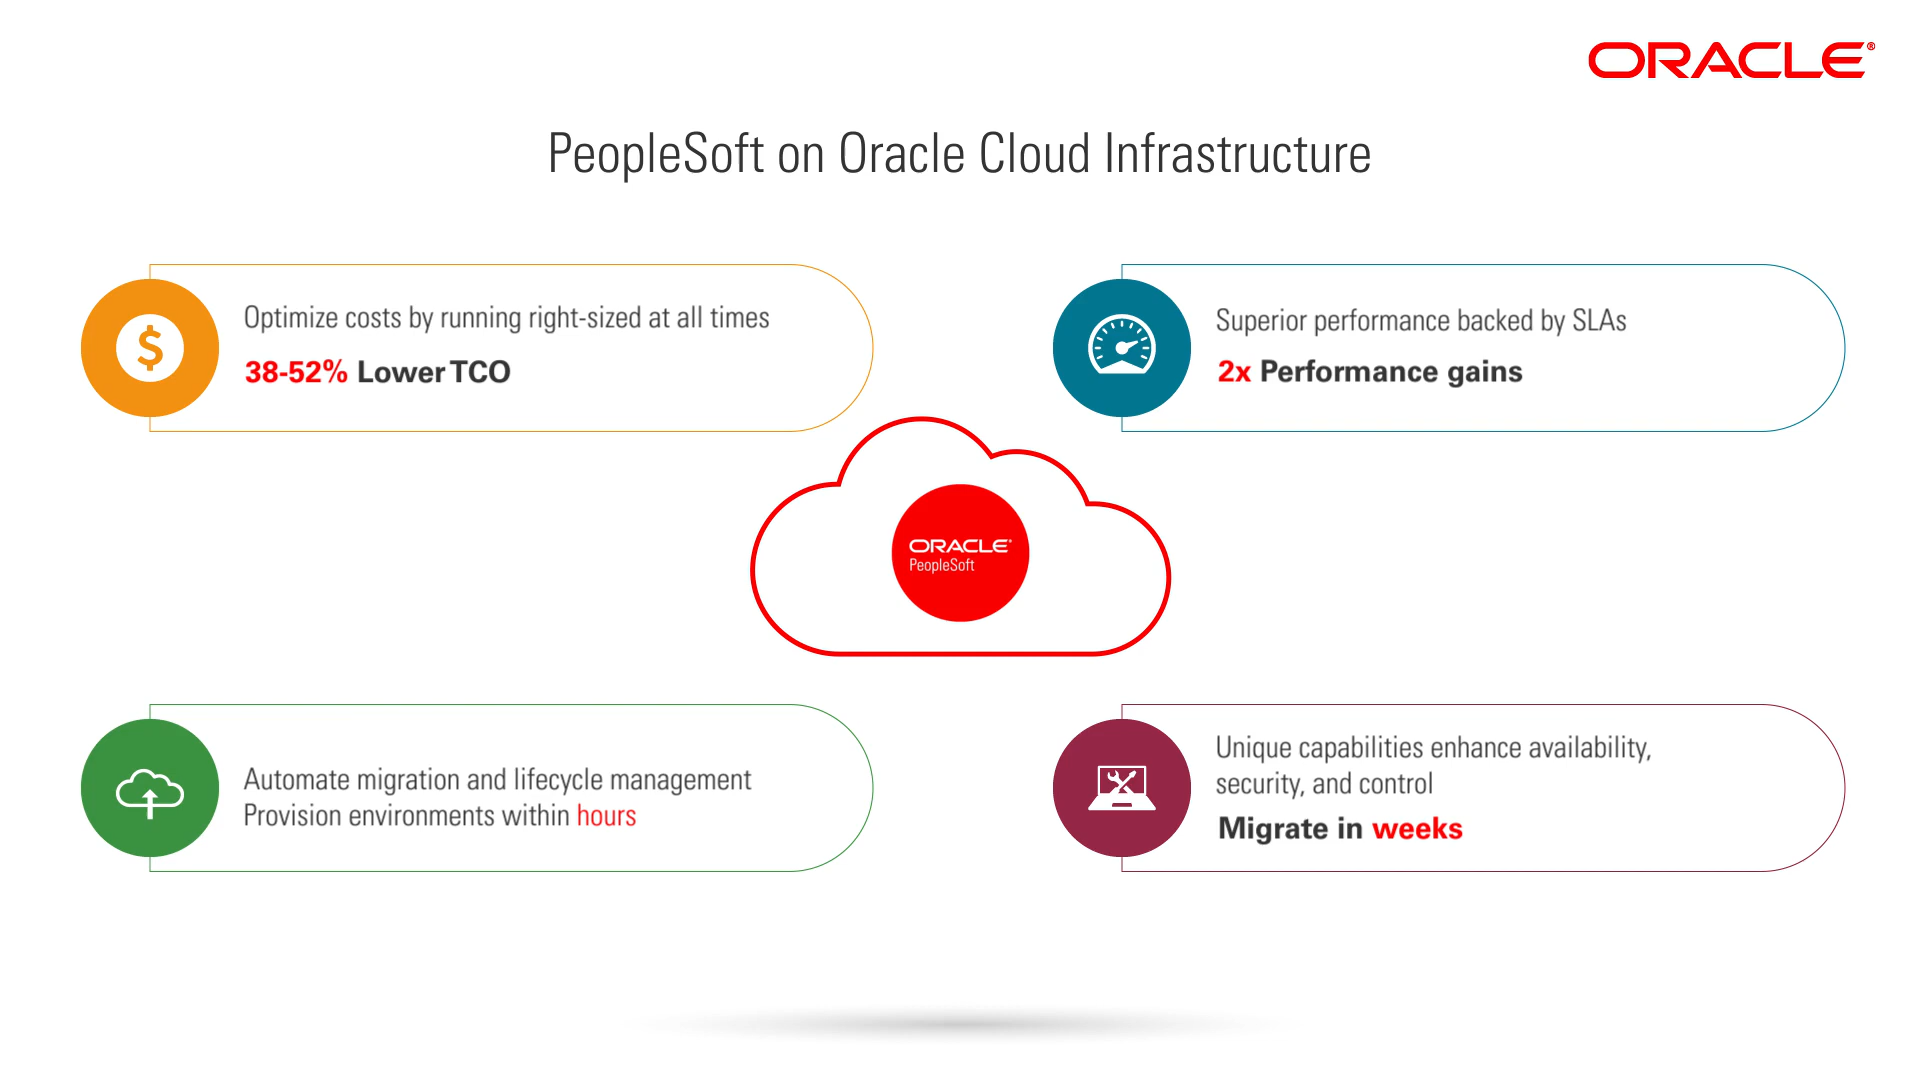 ORACLE®
PeopleSoft on Oracle Cloud Infrastructure
Optimize costs by running right-sized at all times
38-52% Lower TCO
Superior performance backed by SLAs
2x Performance gains
ORACLE®
PeopleSoft
Automate migration and lifecycle management
Provision environments within hours
Unique capabilities enhance availability,
security, and control
Migrate in weeks